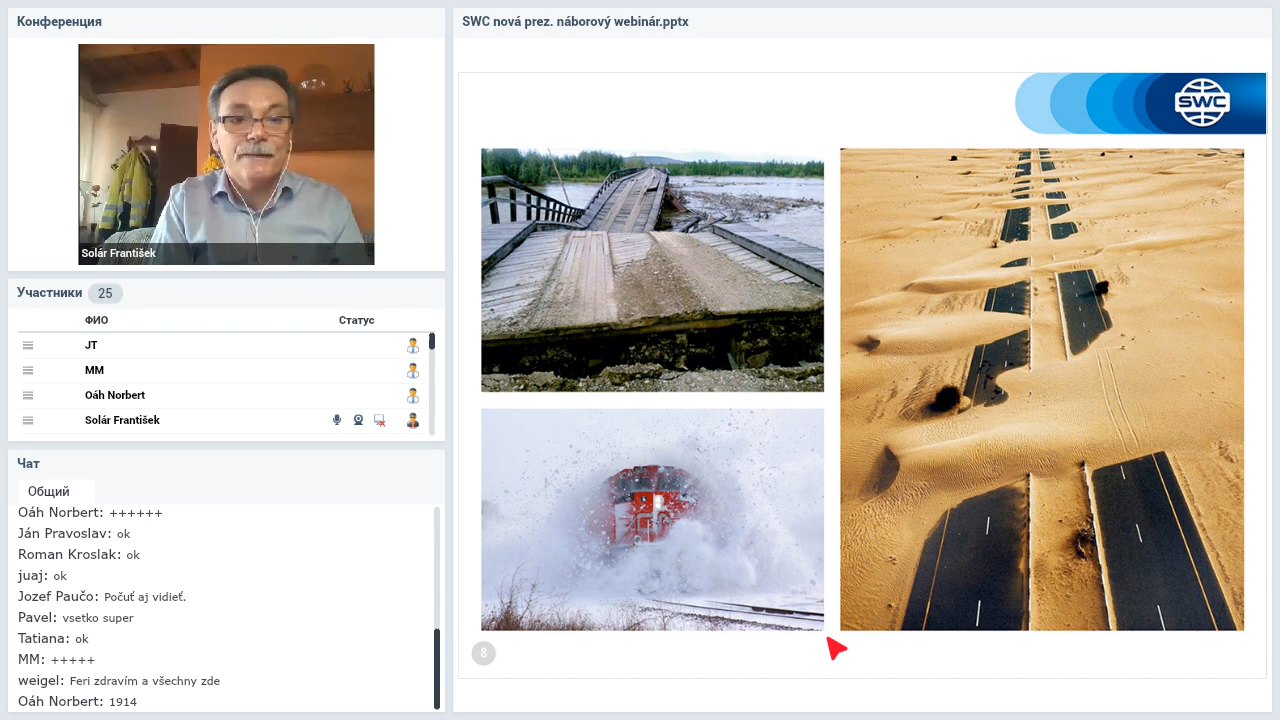 Конференция
Solár František
Участники 25
ФИО Статус
JT
MM
Oáh Norbert
Solár František
Чат
Общий
Oáh Norbert: ++++++
Ján Pravoslav: ok
Roman Kroslak: ok
juaj: ok
Jozef Paučo: Počuť aj vidieť.
Pavel: vsetko super
Tatiana: ok
MM: +++++
weigel: Feri zdravím a všechny zde
Oáh Norbert: 1914
SWC nová prez. náborový webinár.pptx
SWC
8